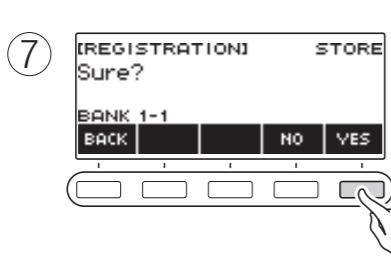 7
[REGISTRATION] STORE
Sure?
BANK 1-1
BACK NO YES